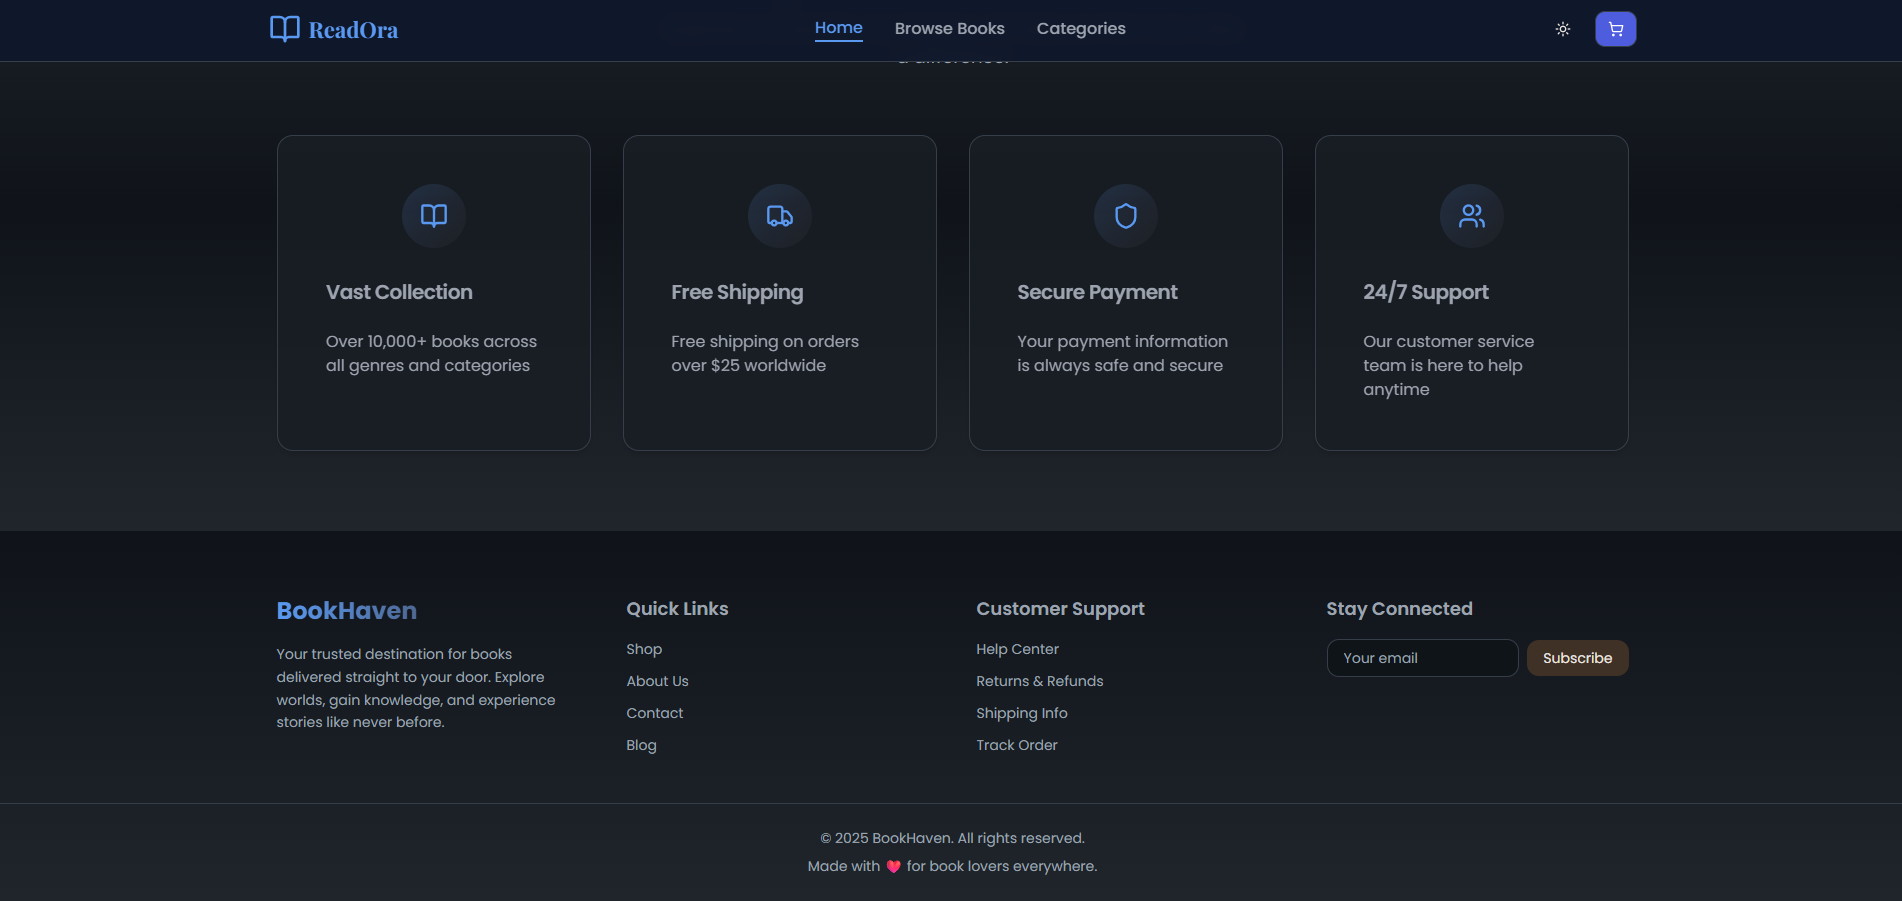 ReadOra
Home
Browse Books
Categories
a difference.
Vast Collection
Over 10,000+ books across
all genres and categories
Free Shipping
Free shipping on orders
over $25 worldwide
Secure Payment
Your payment information
is always safe and secure
24/7 Support
Our customer service
team is here to help
anytime
BookHaven
Your trusted destination for books
delivered straight to your door. Explore
worlds, gain knowledge, and experience
stories like never before.
Quick Links
Shop
About Us
Contact
Blog
Customer Support
Help Center
Returns & Refunds
Shipping Info
Track Order
Stay Connected
Your email
Subscribe
© 2025 BookHaven. All rights reserved.
Made with ❤️ for book lovers everywhere.